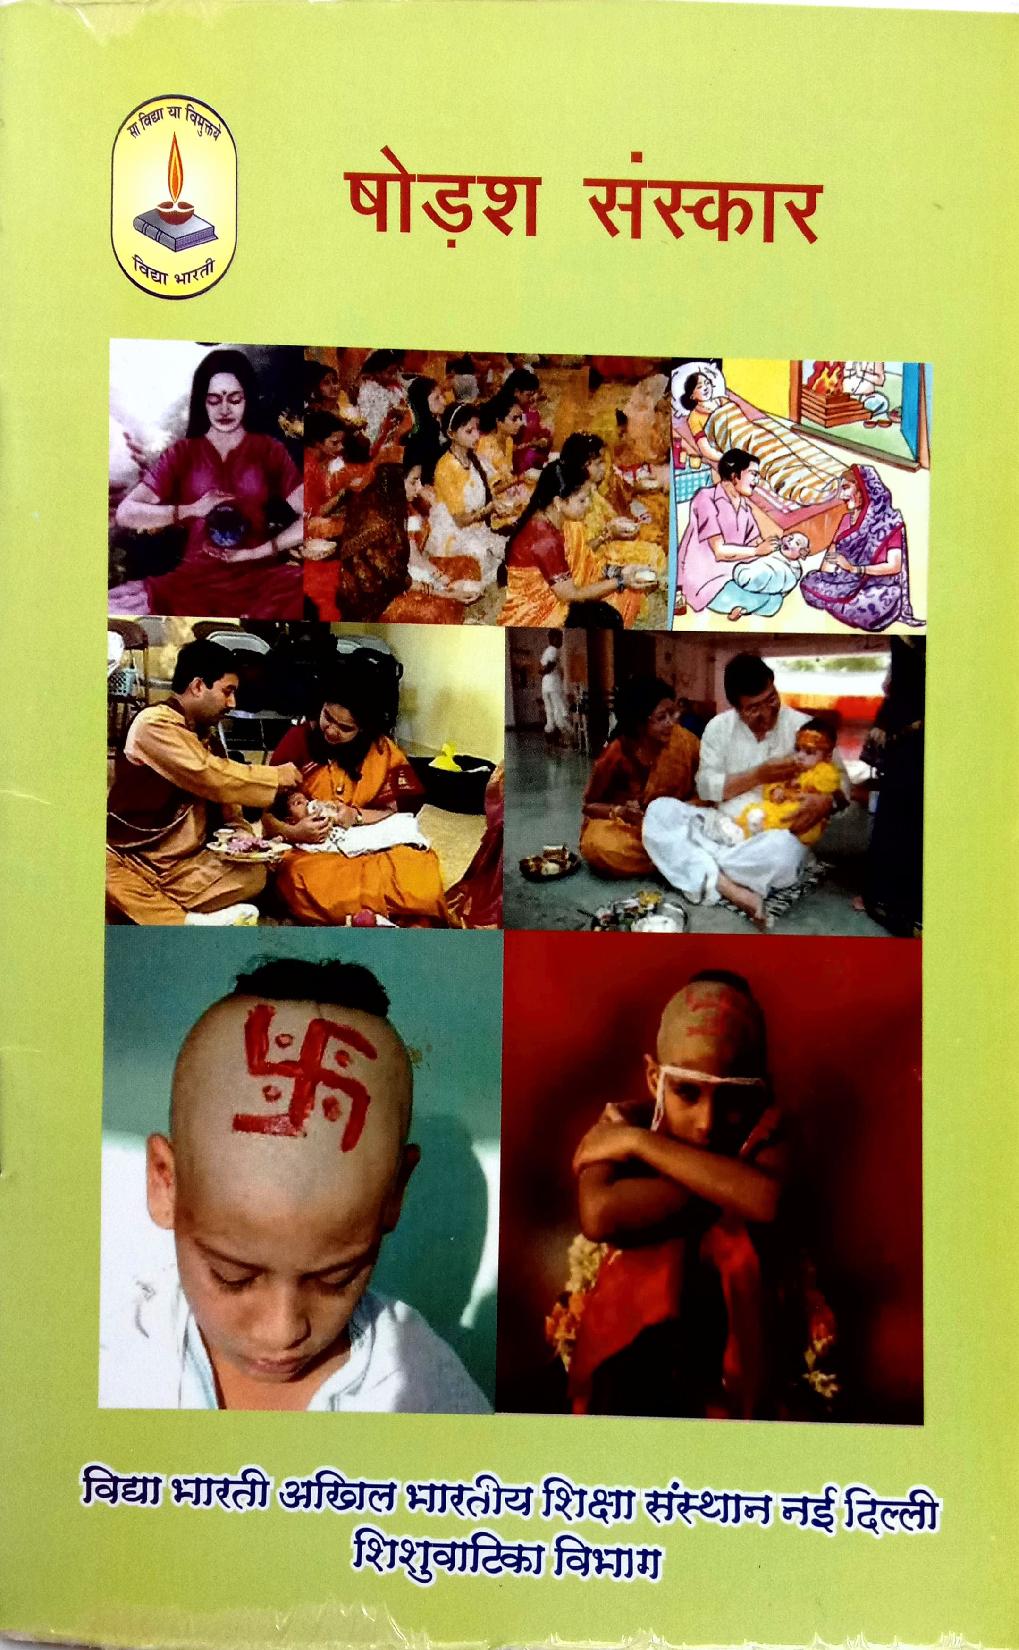 सा विद्या या विमुक्तये
विद्या भारती
षोड़श संस्कार
विद्या भारती अखिल भारतीय शिक्षा संस्थान नई दिल्ली
शिशुवाटिका विभाग